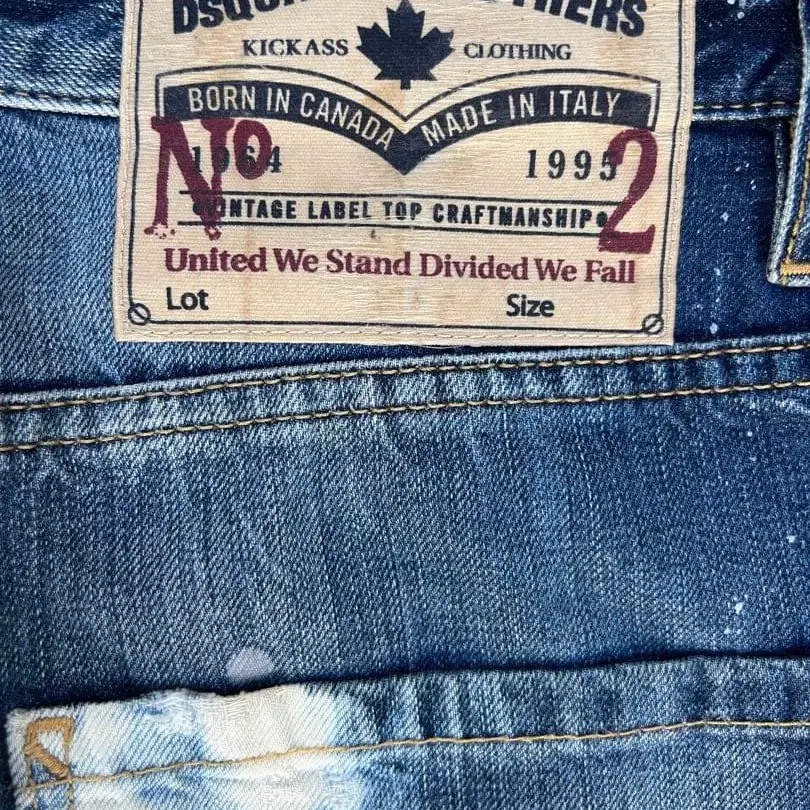 KICKASS CLOTHING
BORN IN CANADA MADE IN ITALY
No 2
1964 1995
VINTAGE LABEL TOP CRAFTMANSHIP
United We Stand Divided We Fall
Lot Size